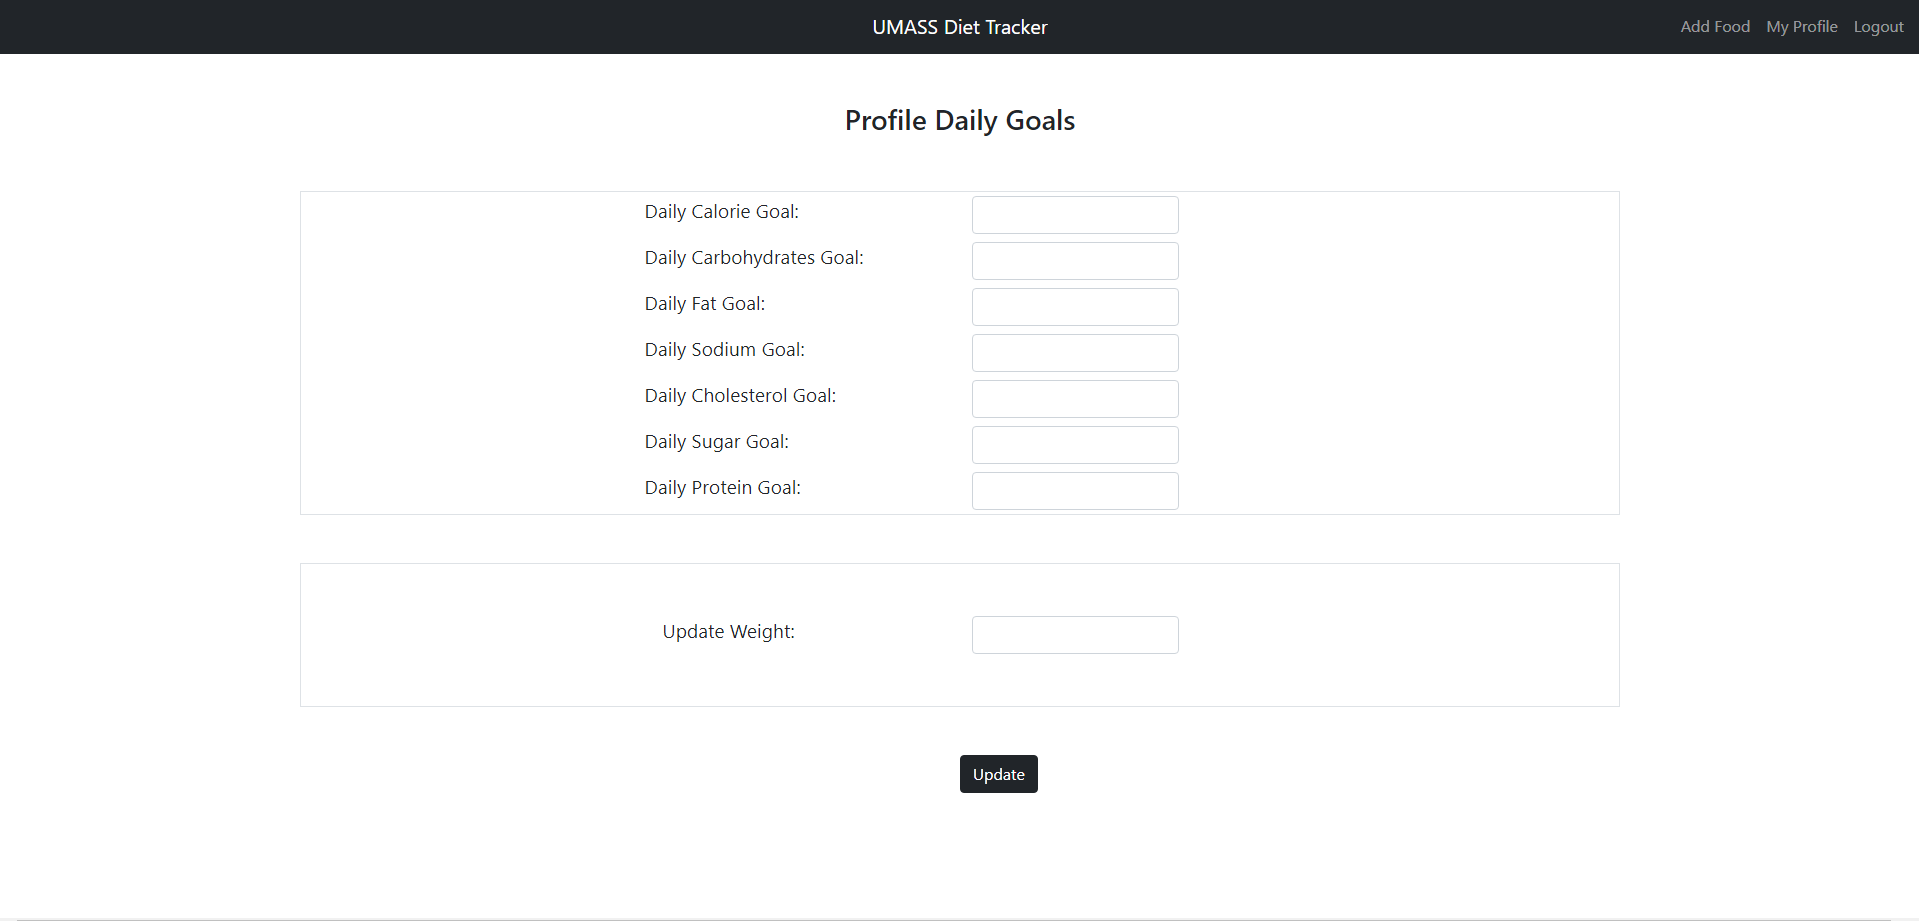 UMASS Diet Tracker
Add Food My Profile Logout
Profile Daily Goals
Daily Calorie Goal:
Daily Carbohydrates Goal:
Daily Fat Goal:
Daily Sodium Goal:
Daily Cholesterol Goal:
Daily Sugar Goal:
Daily Protein Goal:
Update Weight:
Update